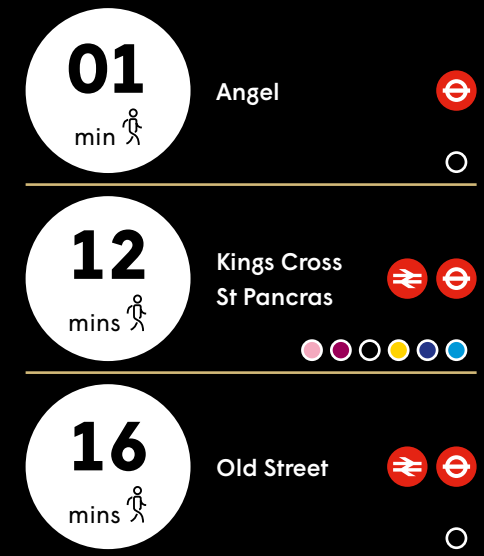 01
min
Angel
12
mins
Kings Cross
St Pancras
16
mins
Old Street